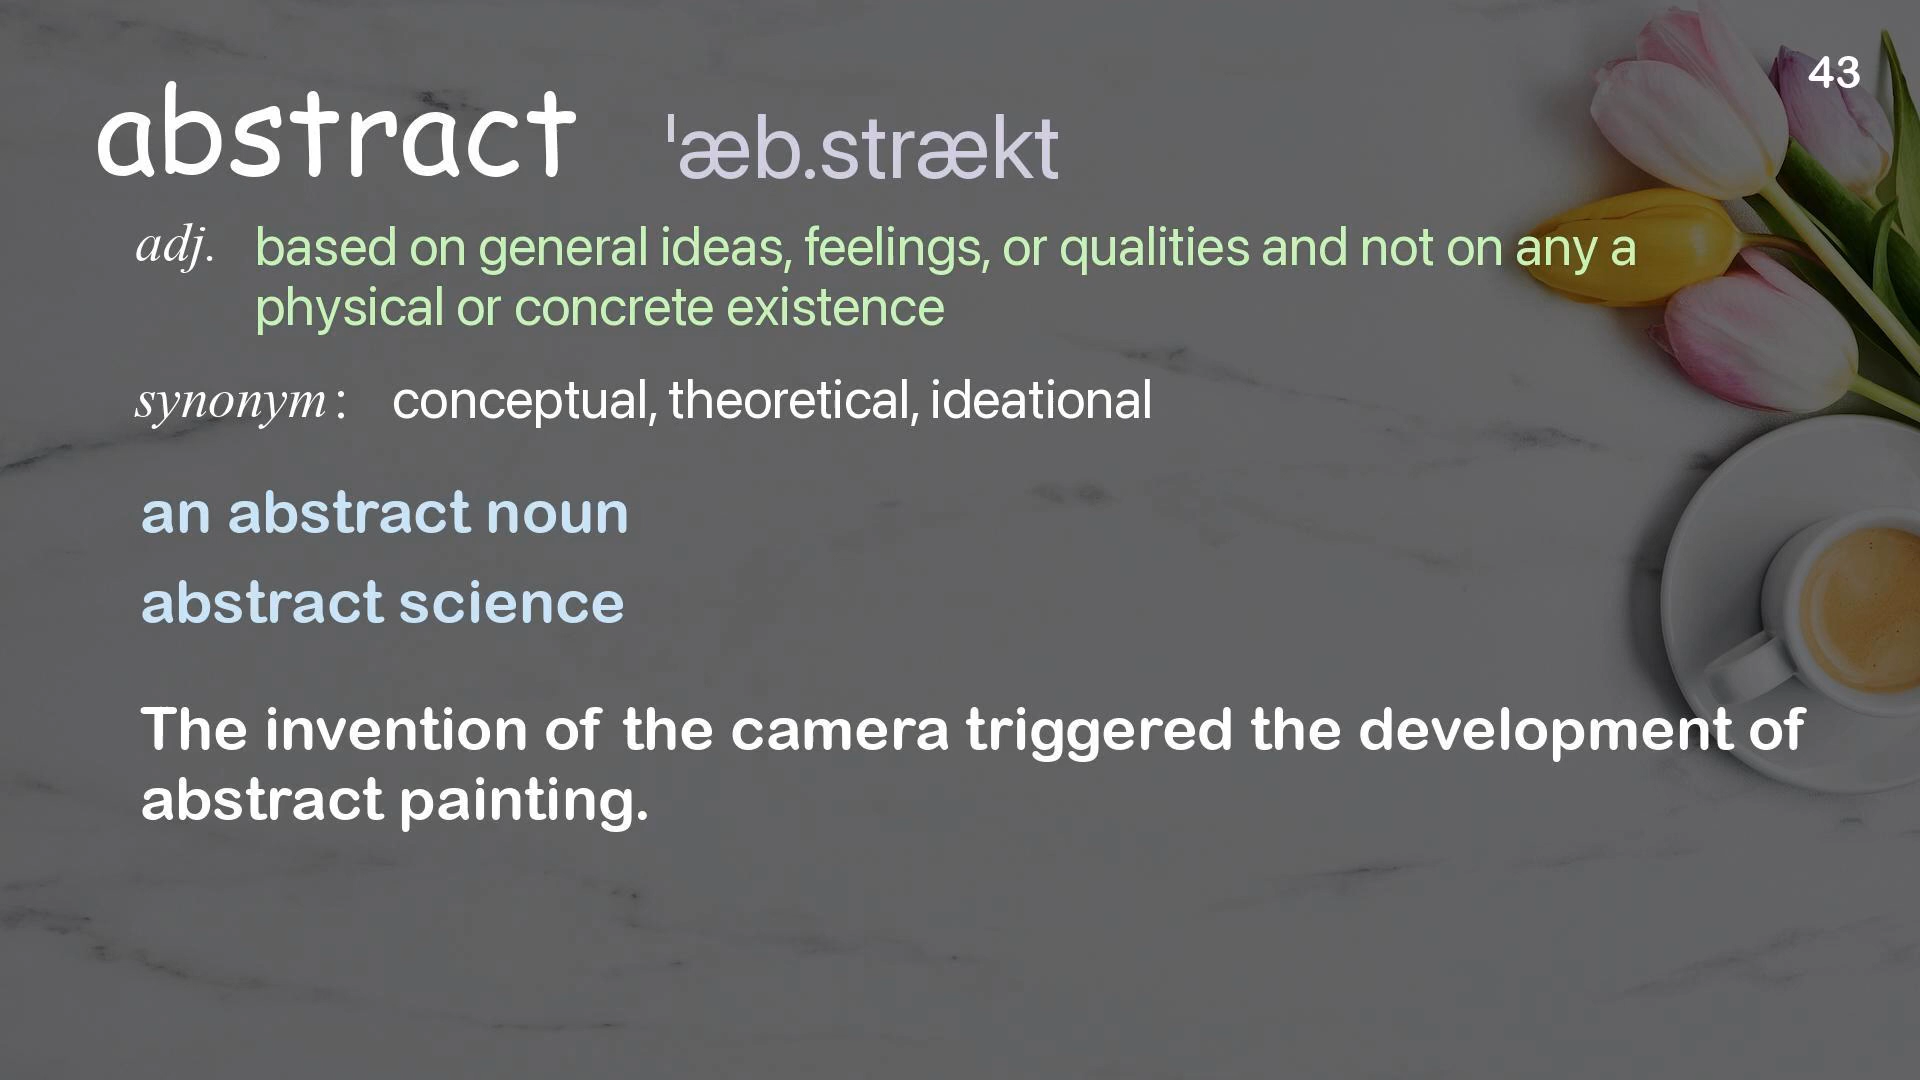 43
abstract ˈæb.strækt
adj. based on general ideas, feelings, or qualities and not on any a
physical or concrete existence
synonym : conceptual, theoretical, ideational
an abstract noun
abstract science
The invention of the camera triggered the development of
abstract painting.